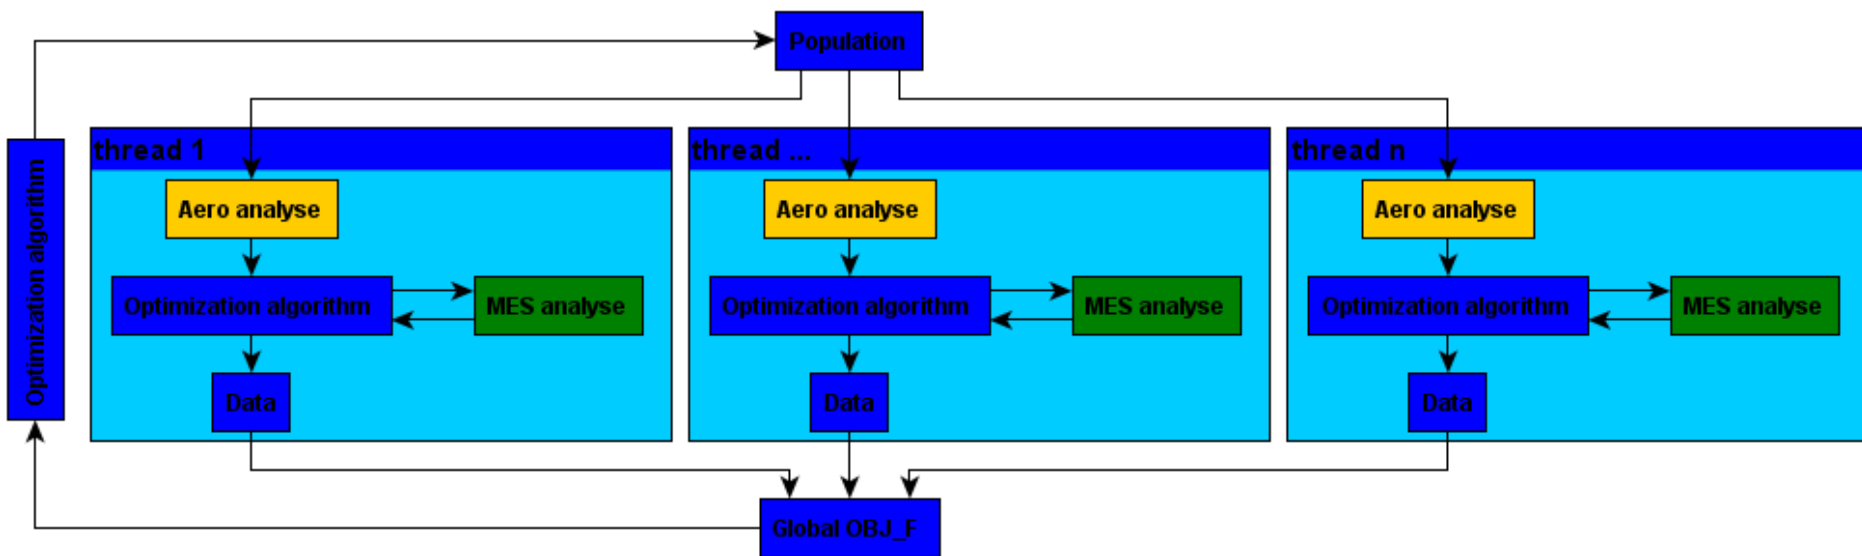 Population
Optimization algorithm
thread 1
Aero analyse
Optimization algorithm
MES analyse
Data
thread ...
Aero analyse
Optimization algorithm
MES analyse
Data
thread n
Aero analyse
Optimization algorithm
MES analyse
Data
Global OBJ_F